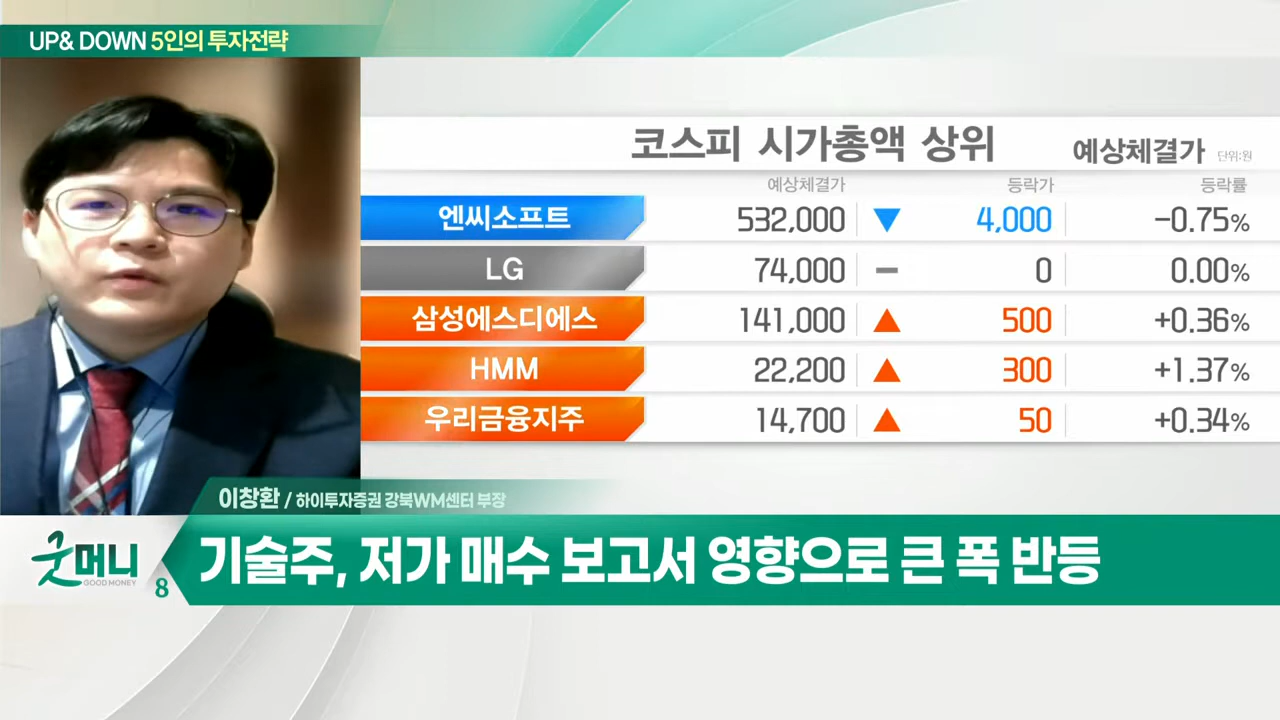 UP& DOWN 5인의 투자전략
코스피 시가총액 상위 예상체결가 단위:원
예상체결가 등락가 등락률
엔씨소프트 532,000 ▼ 4,000 -0.75%
LG 74,000 - 0 0.00%
삼성에스디에스 141,000 ▲ 500 +0.36%
HMM 22,200 ▲ 300 +1.37%
우리금융지주 14,700 ▲ 50 +0.34%
이창환 / 하이투자증권 강북WM센터 부장
굿머니
GOOD MONEY
8
기술주, 저가 매수 보고서 영향으로 큰 폭 반등